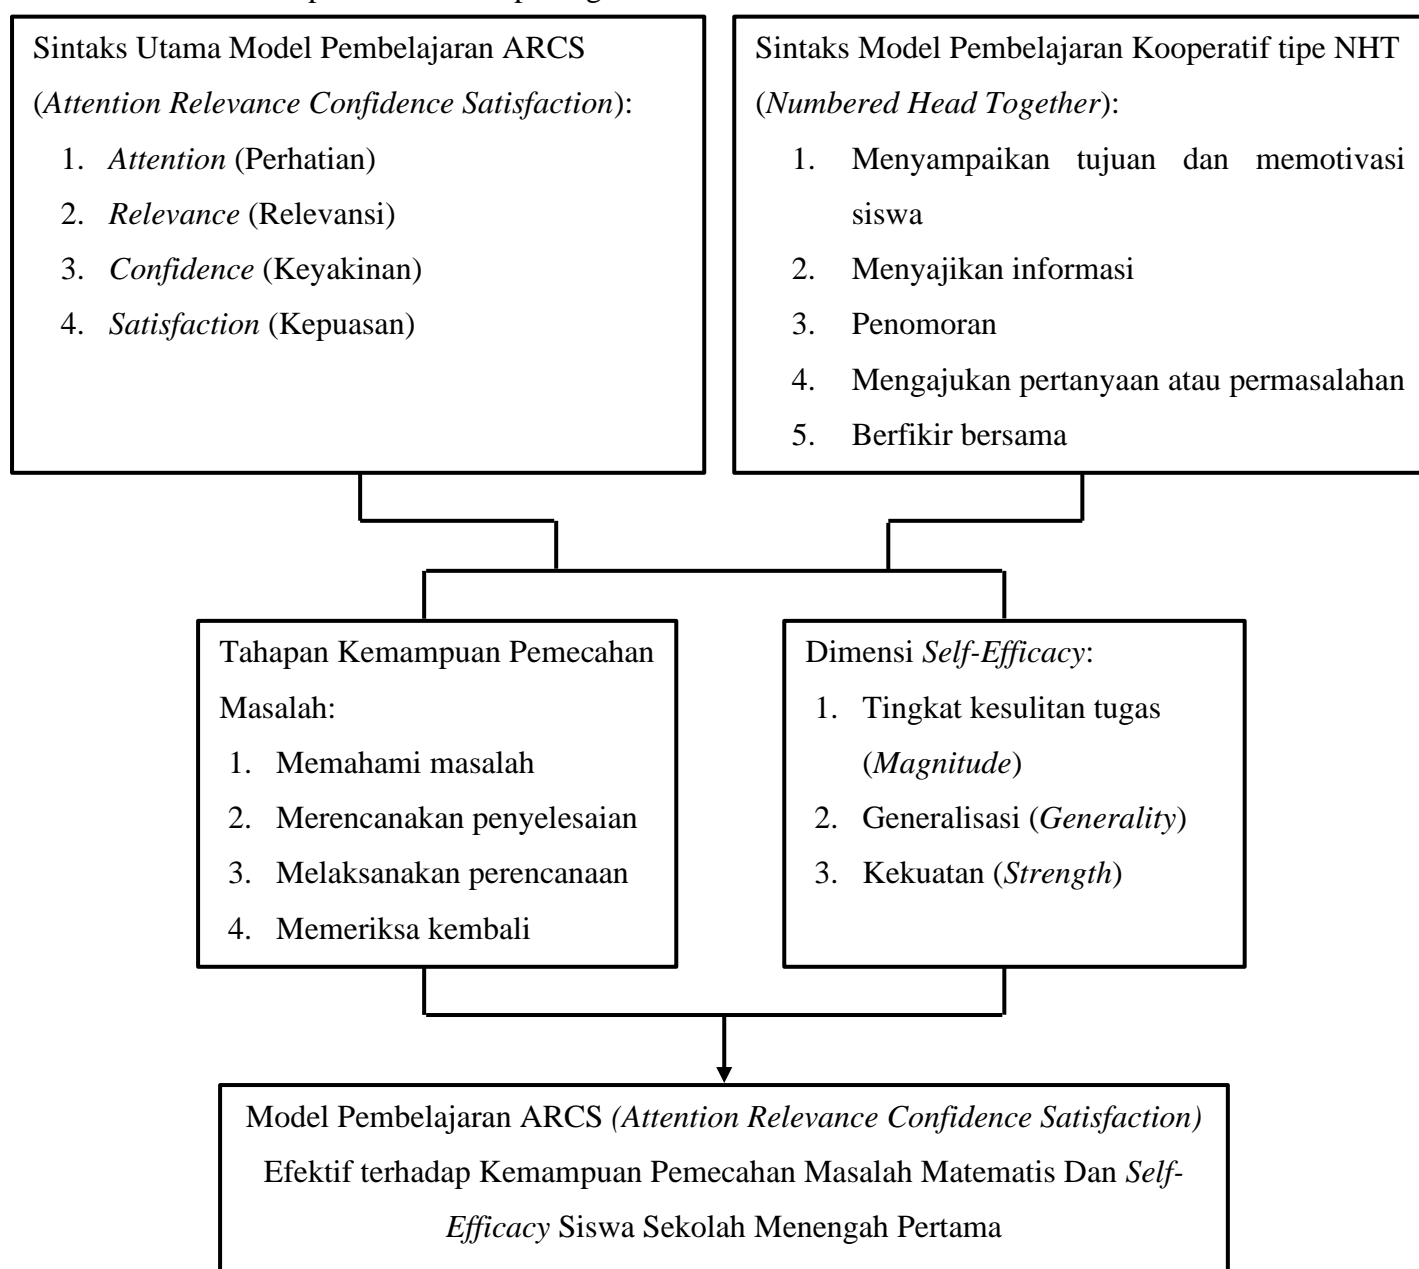 Sintaks Utama Model Pembelajaran ARCS
(Attention Relevance Confidence Satisfaction):
1. Attention (Perhatian)
2. Relevance (Relevansi)
3. Confidence (Keyakinan)
4. Satisfaction (Kepuasan)
Sintaks Model Pembelajaran Kooperatif tipe NHT
(Numbered Head Together):
1. Menyampaikan tujuan dan memotivasi
siswa
2. Menyajikan informasi
3. Penomoran
4. Mengajukan pertanyaan atau permasalahan
5. Berfikir bersama
Tahapan Kemampuan Pemecahan
Masalah:
1. Memahami masalah
2. Merencanakan penyelesaian
3. Melaksanakan perencanaan
4. Memeriksa kembali
Dimensi Self-Efficacy:
1. Tingkat kesulitan tugas
(Magnitude)
2. Generalisasi (Generality)
3. Kekuatan (Strength)
Model Pembelajaran ARCS (Attention Relevance Confidence Satisfaction)
Efektif terhadap Kemampuan Pemecahan Masalah Matematis Dan Self-
Efficacy Siswa Sekolah Menengah Pertama